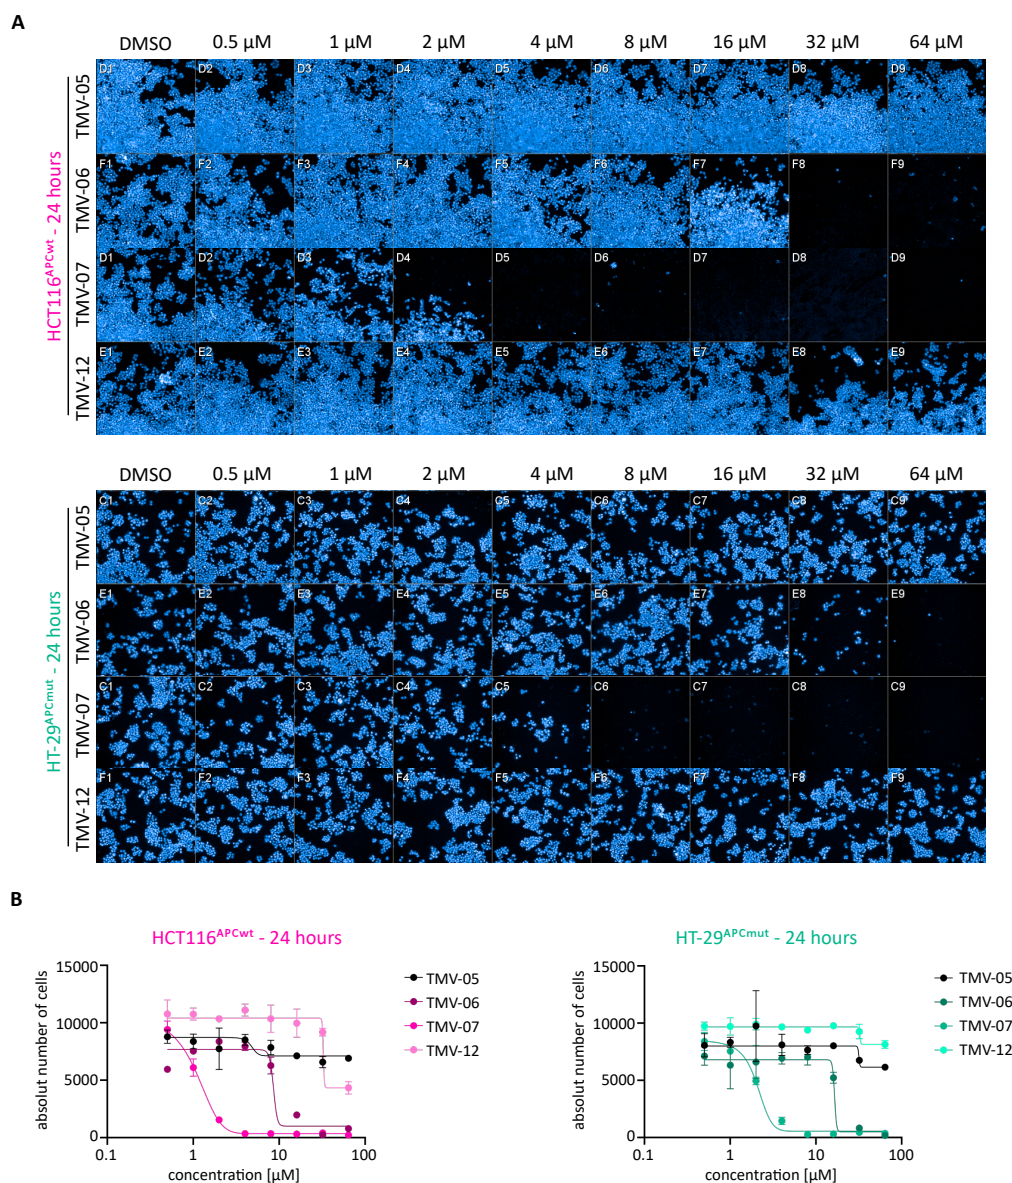 A
DMSO 0.5 µM 1 µM 2 µM 4 µM 8 µM 16 µM 32 µM 64 µM
HCT116APCwt - 24 hours
TMV-05
D1 D2 D3 D4 D5 D6 D7 D8 D9
TMV-06
F1 F2 F3 F4 F5 F6 F7 F8 F9
TMV-07
D1 D2 D3 D4 D5 D6 D7 D8 D9
TMV-12
E1 E2 E3 E4 E5 E6 E7 E8 E9
DMSO 0.5 µM 1 µM 2 µM 4 µM 8 µM 16 µM 32 µM 64 µM
HT-29APCmut - 24 hours
TMV-05
C1 C2 C3 C4 C5 C6 C7 C8 C9
TMV-06
E1 E2 E3 E4 E5 E6 E7 E8 E9
TMV-07
C1 C2 C3 C4 C5 C6 C7 C8 C9
TMV-12
F1 F2 F3 F4 F5 F6 F7 F8 F9
B
HCT116APCwt - 24 hours
absolut number of cells
15000
10000
5000
0
0.1 1 10 100
concentration [µM]
TMV-05
TMV-06
TMV-07
TMV-12
HT-29APCmut - 24 hours
absolut number of cells
15000
10000
5000
0
0.1 1 10 100
concentration [µM]
TMV-05
TMV-06
TMV-07
TMV-12